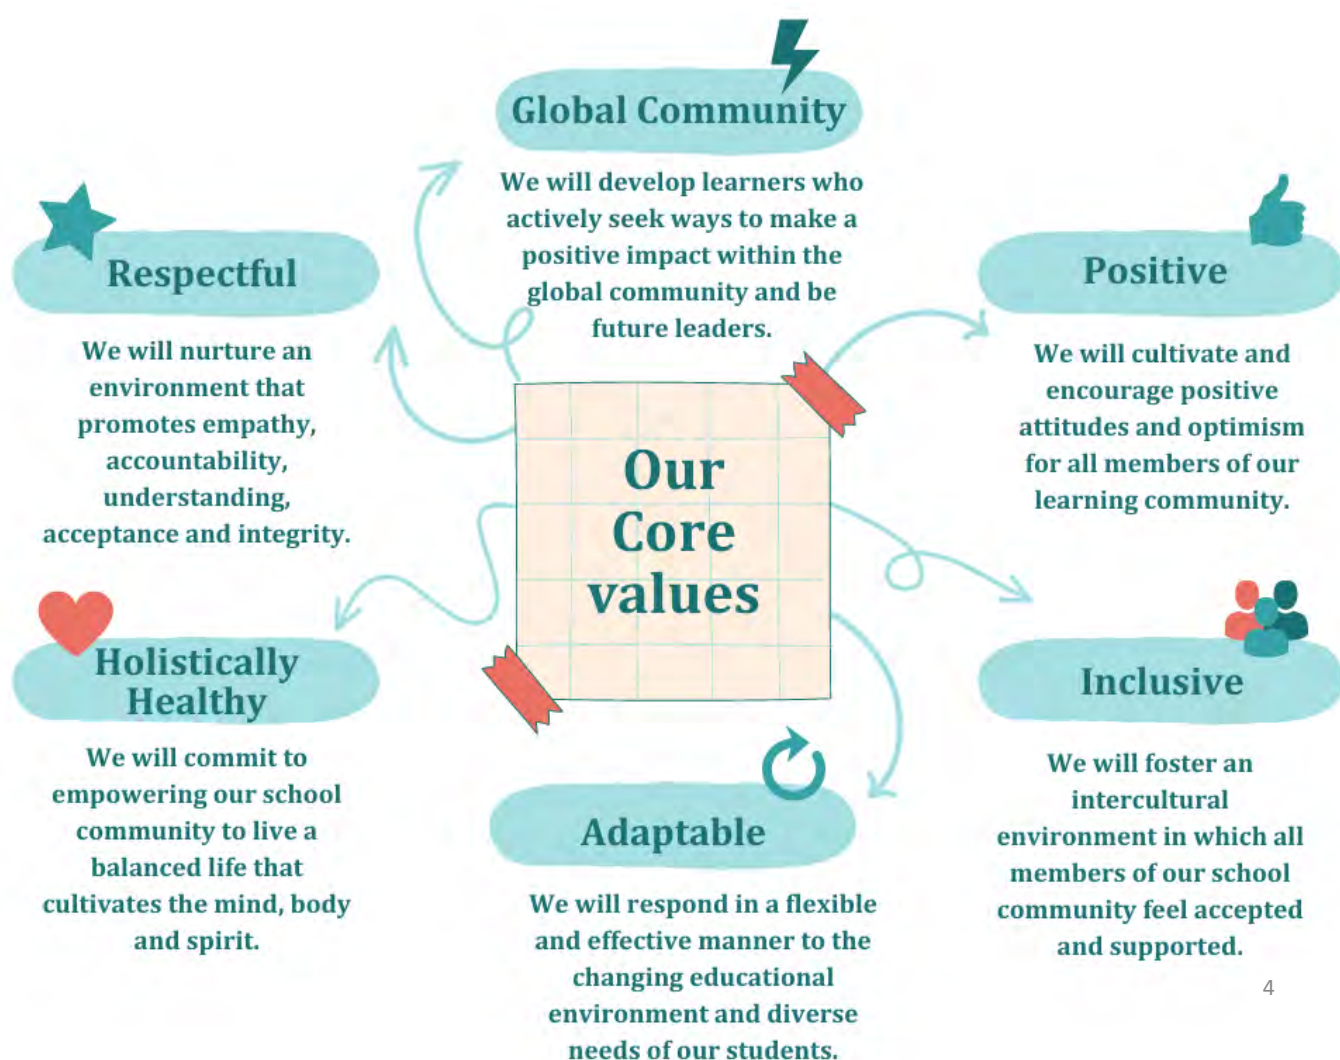 Global Community
We will develop learners who
actively seek ways to make a
positive impact within the
global community and be
future leaders.
Respectful
We will nurture an
environment that
promotes empathy,
accountability,
understanding,
acceptance and integrity.
Positive
We will cultivate and
encourage positive
attitudes and optimism
for all members of our
learning community.
Our
Core
values
Holistically
Healthy
We will commit to
empowering our school
community to live a
balanced life that
cultivates the mind, body
and spirit.
Adaptable
We will respond in a flexible
and effective manner to the
changing educational
environment and diverse
needs of our students.
Inclusive
We will foster an
intercultural
environment in which all
members of our school
community feel accepted
and supported.
4